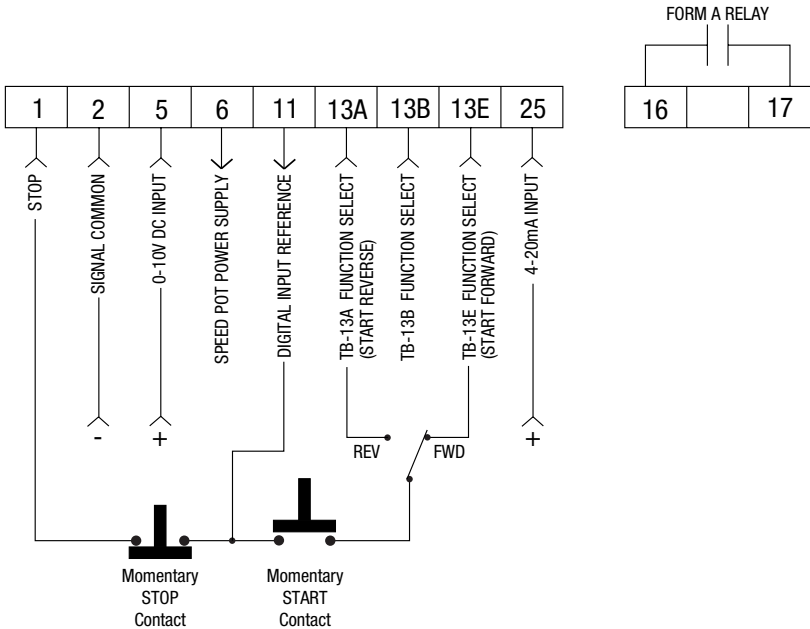 FORM A RELAY
1 2 5 6 11 13A 13B 13E 25
16 17
STOP
SIGNAL COMMON
0-10V DC INPUT
SPEED POT POWER SUPPLY
DIGITAL INPUT REFERENCE
TB-13A FUNCTION SELECT
(START REVERSE)
TB-13B FUNCTION SELECT
TB-13E FUNCTION SELECT
(START FORWARD)
4-20mA INPUT
-
+
+
REV
FWD
Momentary
STOP
Contact
Momentary
START
Contact